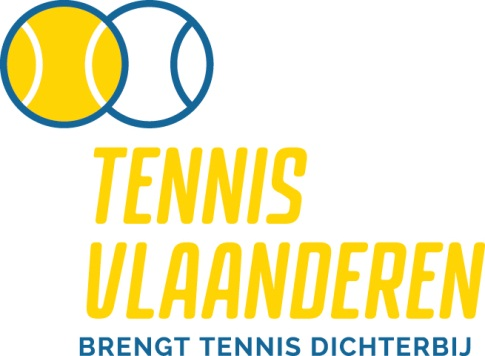 TENNIS
VLAANDEREN
BRENGT TENNIS DICHTERBIJ